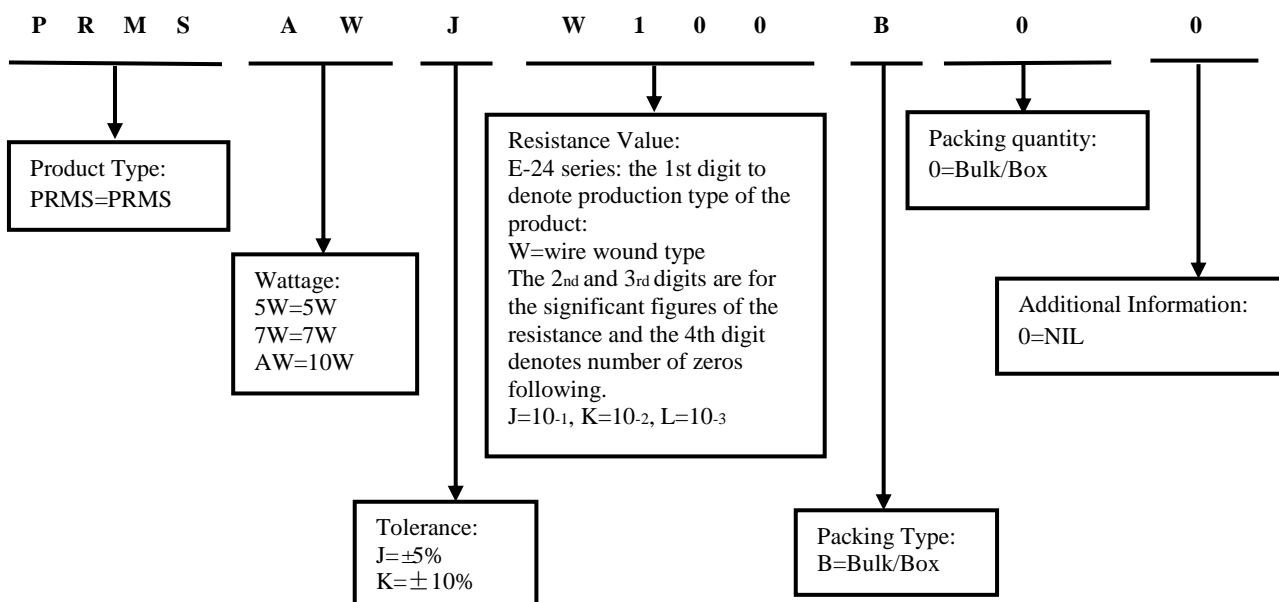 P R M S A W J W 1 0 0 B 0 0
Product Type:
PRMS=PRMS
Wattage:
5W=5W
7W=7W
AW=10W
Tolerance:
J=±5%
K=±10%
Resistance Value:
E-24 series: the 1st digit to
denote production type of the
product:
W=wire wound type
The 2nd and 3rd digits are for
the significant figures of the
resistance and the 4th digit
denotes number of zeros
following.
J=10-1, K=10-2, L=10-3
Packing Type:
B=Bulk/Box
Packing quantity:
0=Bulk/Box
Additional Information:
0=NIL